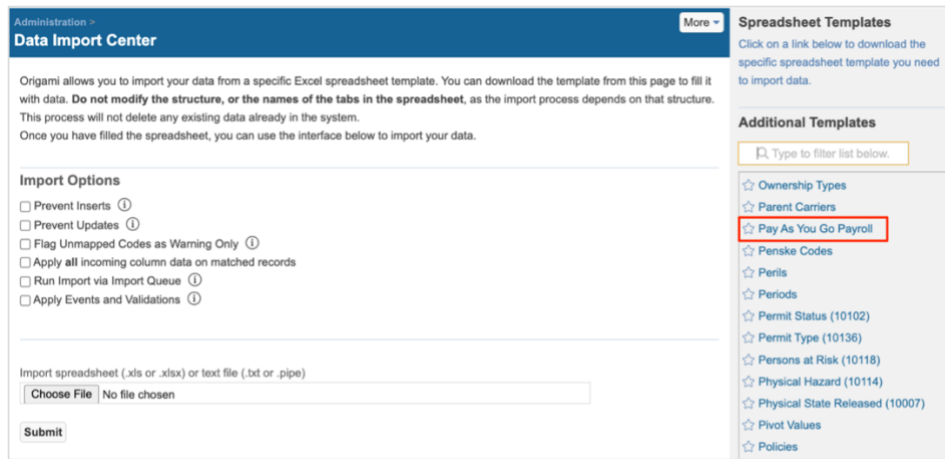 Administration >
Data Import Center
More
Origami allows you to import your data from a specific Excel spreadsheet template. You can download the template from this page to fill it
with data. Do not modify the structure, or the names of the tabs in the spreadsheet, as the import process depends on that structure.
This process will not delete any existing data already in the system.
Once you have filled the spreadsheet, you can use the interface below to import your data.
Import Options
Prevent Inserts
Prevent Updates
Flag Unmapped Codes as Warning Only
Apply all incoming column data on matched records
Run Import via Import Queue
Apply Events and Validations
Import spreadsheet (.xls or .xlsx) or text file (.txt or .pipe)
Choose File No file chosen
Submit
Spreadsheet Templates
Click on a link below to download the
specific spreadsheet template you need
to import data.
Additional Templates
Type to filter list below.
Ownership Types
Parent Carriers
Pay As You Go Payroll
Penske Codes
Perils
Periods
Permit Status (10102)
Permit Type (10136)
Persons at Risk (10118)
Physical Hazard (10114)
Physical State Released (10007)
Pivot Values
Policies